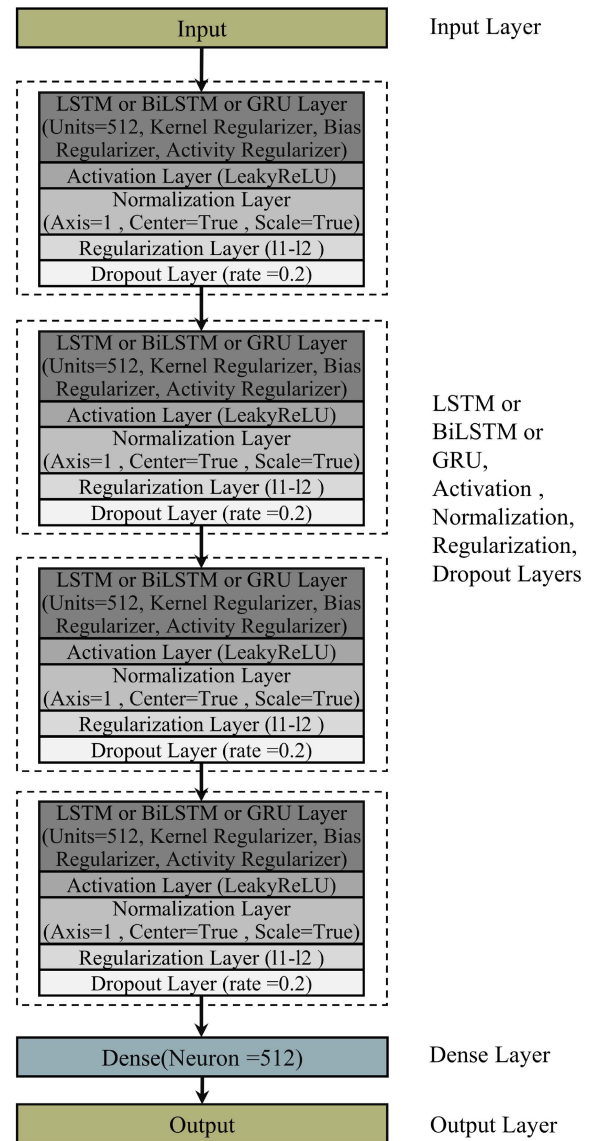 Input
Input Layer
LSTM or BiLSTM or GRU Layer
(Units=512, Kernel Regularizer, Bias
Regularizer, Activity Regularizer)
Activation Layer (LeakyReLU)
Normalization Layer
(Axis=1 , Center=True , Scale=True)
Regularization Layer (l1-l2 )
Dropout Layer (rate =0.2)
LSTM or BiLSTM or GRU Layer
(Units=512, Kernel Regularizer, Bias
Regularizer, Activity Regularizer)
Activation Layer (LeakyReLU)
Normalization Layer
(Axis=1 , Center=True , Scale=True)
Regularization Layer (l1-l2 )
Dropout Layer (rate =0.2)
LSTM or BiLSTM or GRU Layer
(Units=512, Kernel Regularizer, Bias
Regularizer, Activity Regularizer)
Activation Layer (LeakyReLU)
Normalization Layer
(Axis=1 , Center=True , Scale=True)
Regularization Layer (l1-l2 )
Dropout Layer (rate =0.2)
LSTM or BiLSTM or GRU Layer
(Units=512, Kernel Regularizer, Bias
Regularizer, Activity Regularizer)
Activation Layer (LeakyReLU)
Normalization Layer
(Axis=1 , Center=True , Scale=True)
Regularization Layer (l1-l2 )
Dropout Layer (rate =0.2)
LSTM or
BiLSTM or
GRU,
Activation ,
Normalization,
Regularization,
Dropout Layers
Dense(Neuron =512)
Dense Layer
Output
Output Layer